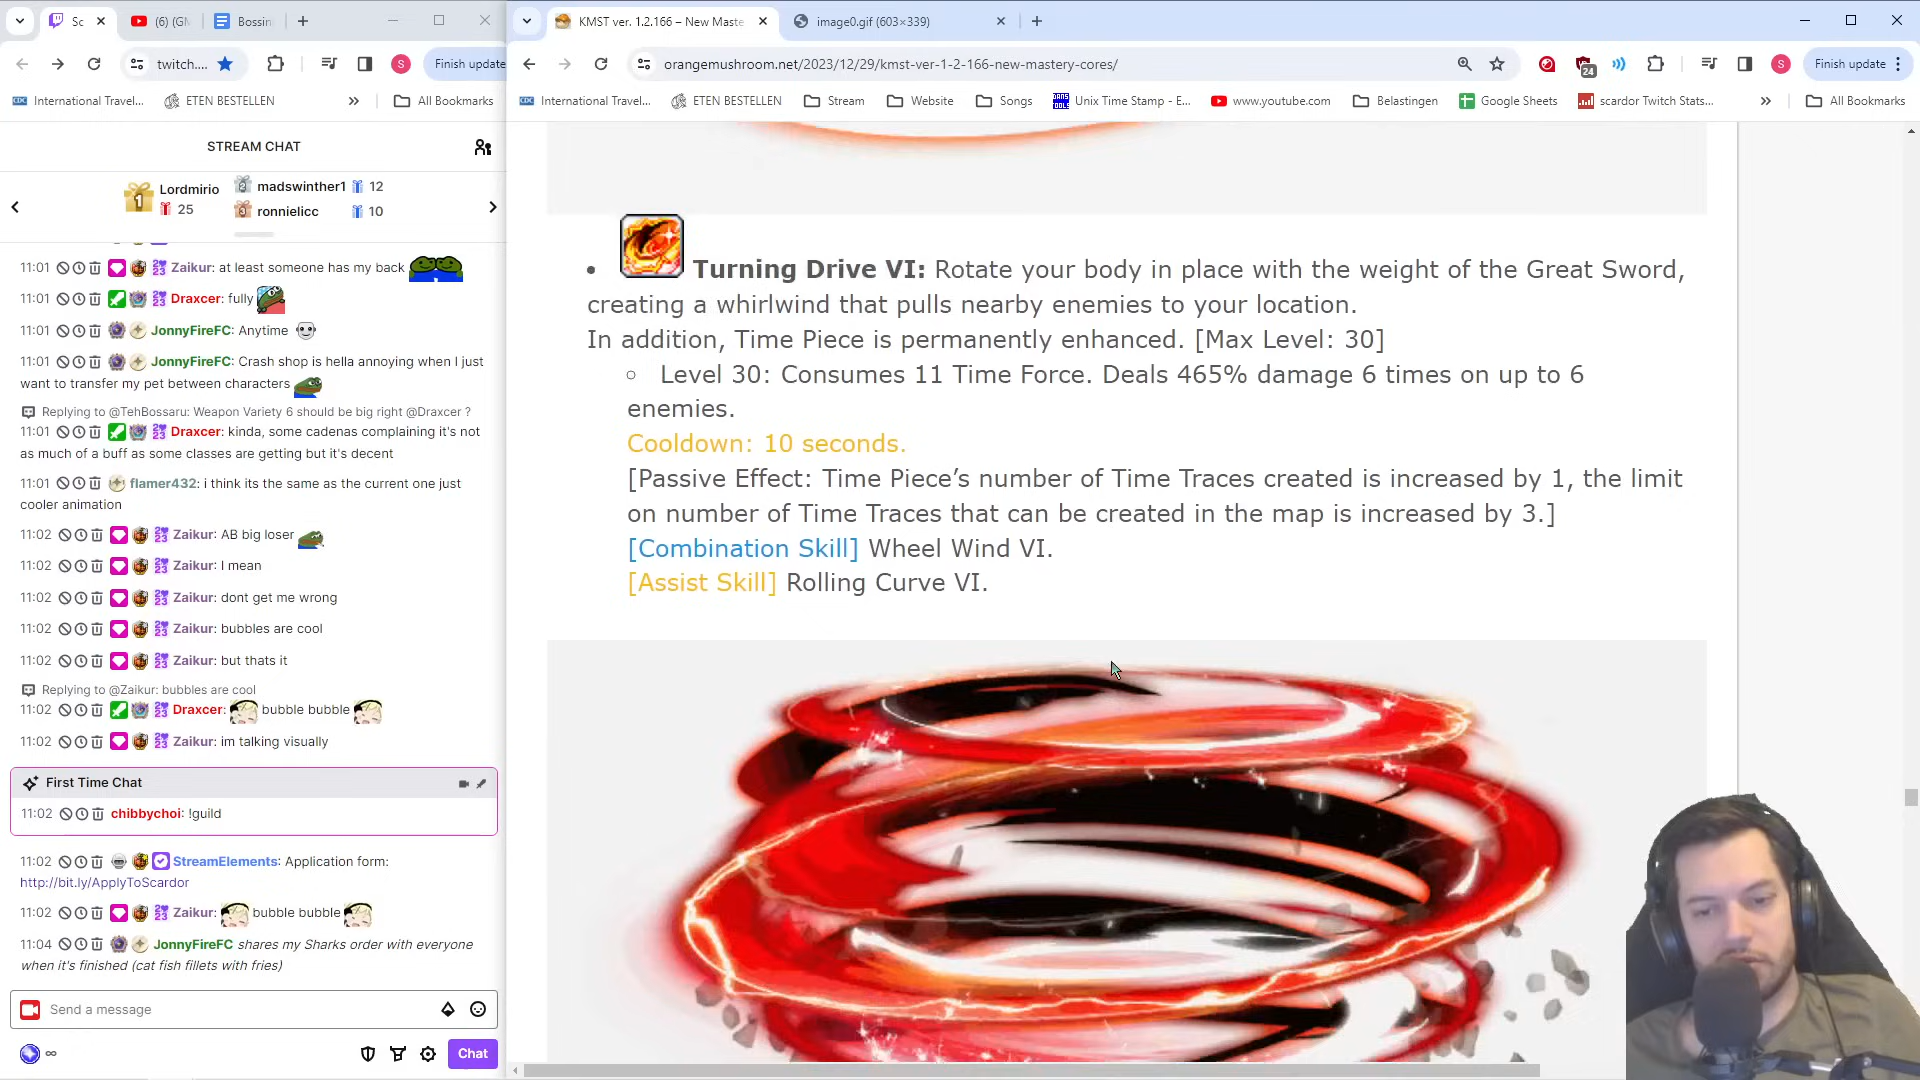 Sc
(6) (GM
Bossin
KMST ver. 1.2.166 – New Maste
image0.gif (603×339)
twitch....
Finish update
orangemushroom.net/2023/12/29/kmst-ver-1-2-166-new-mastery-cores/
24
Finish update
International Travel...
ETEN BESTELLEN
All Bookmarks
International Travel...
ETEN BESTELLEN
Stream
Website
Songs
Unix Time Stamp - E...
www.youtube.com
Belastingen
Google Sheets
scardor Twitch Stats...
All Bookmarks
STREAM CHAT
Lordmirio
25
madswinther1 12
ronnielicc 10
11:01 Zaikur: at least someone has my back
11:01 Draxcer: fully
11:01 JonnyFireFC: Anytime
11:01 JonnyFireFC: Crash shop is hella annoying when I just
want to transfer my pet between characters
Replying to @TehBossaru: Weapon Variety 6 should be big right @Draxcer ?
11:01 Draxcer: kinda, some cadenas complaining it's not
as much of a buff as some classes are getting but it's decent
11:01 flamer432: i think its the same as the current one just
cooler animation
11:02 Zaikur: AB big loser
11:02 Zaikur: I mean
11:02 Zaikur: dont get me wrong
11:02 Zaikur: bubbles are cool
11:02 Zaikur: but thats it
Replying to @Zaikur: bubbles are cool
11:02 Draxcer: bubble bubble
11:02 Zaikur: im talking visually
First Time Chat
11:02 chibbychoi: !guild
11:02 StreamElements: Application form:
http://bit.ly/ApplyToScardor
11:02 Zaikur: bubble bubble
11:04 JonnyFireFC shares my Sharks order with everyone
when it's finished (cat fish fillets with fries)
Send a message
∞
Chat
Turning Drive VI: Rotate your body in place with the weight of the Great Sword,
creating a whirlwind that pulls nearby enemies to your location.
In addition, Time Piece is permanently enhanced. [Max Level: 30]
Level 30: Consumes 11 Time Force. Deals 465% damage 6 times on up to 6
enemies.
Cooldown: 10 seconds.
[Passive Effect: Time Piece’s number of Time Traces created is increased by 1, the limit
on number of Time Traces that can be created in the map is increased by 3.]
[Combination Skill] Wheel Wind VI.
[Assist Skill] Rolling Curve VI.